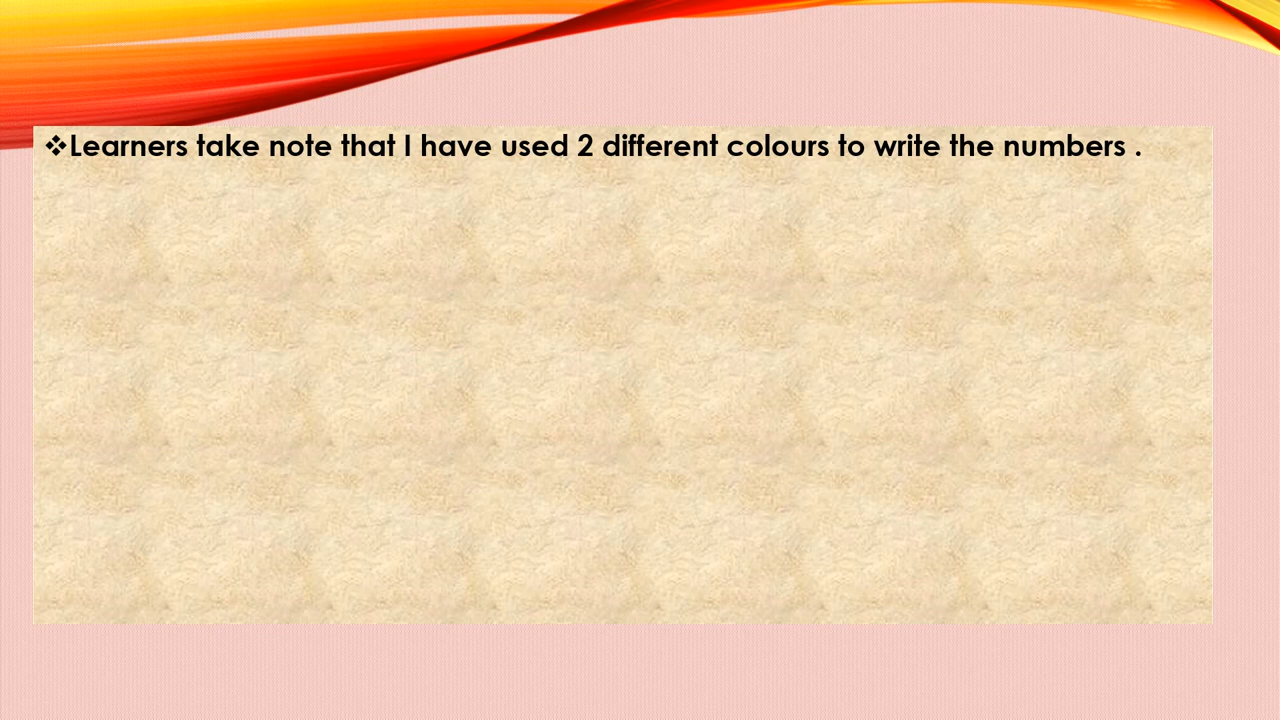 ❖Learners take note that I have used 2 different colours to write the numbers .